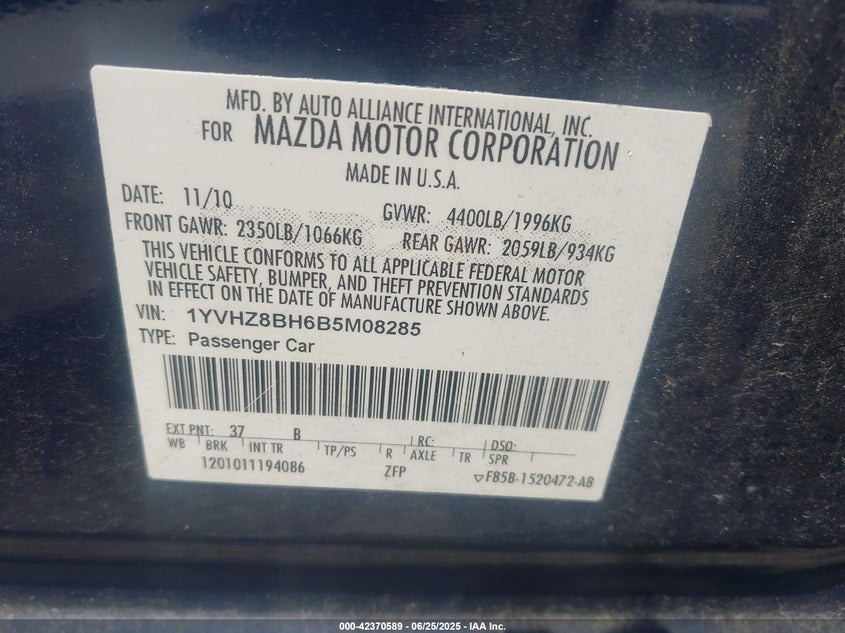 MFD. BY AUTO ALLIANCE INTERNATIONAL, INC.
FOR MAZDA MOTOR CORPORATION
MADE IN U.S.A.
DATE: 11/10 GVWR: 4400LB/1996KG
FRONT GAWR: 2350LB/1066KG REAR GAWR: 2059LB/934KG
THIS VEHICLE CONFORMS TO ALL APPLICABLE FEDERAL MOTOR
VEHICLE SAFETY, BUMPER, AND THEFT PREVENTION STANDARDS
IN EFFECT ON THE DATE OF MANUFACTURE SHOWN ABOVE.
VIN: 1YVHZ8BH6B5M08285
TYPE: Passenger Car
EXT PNT: 37 B RC: DSO:
WB BRK INT TR TP/PS R AXLE TR SPR
1201011194086 ZFP ▽F85B-1520472-AB
000-42370589 - 06/25/2025 - IAA Inc.